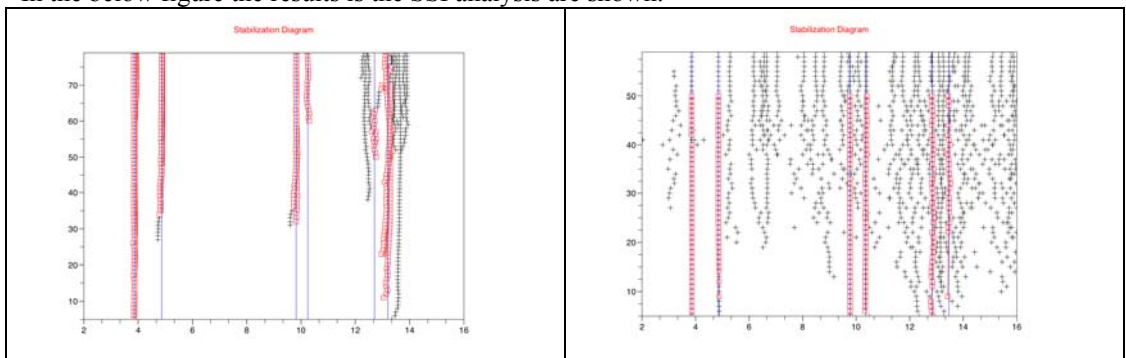 In the below figure the results is the SSI analysis are shown.
Stabilization Diagram
70
60
50
40
30
20
10
2 4 6 8 10 12 14 16
Stabilization Diagram
50
40
30
20
10
2 4 6 8 10 12 14 16